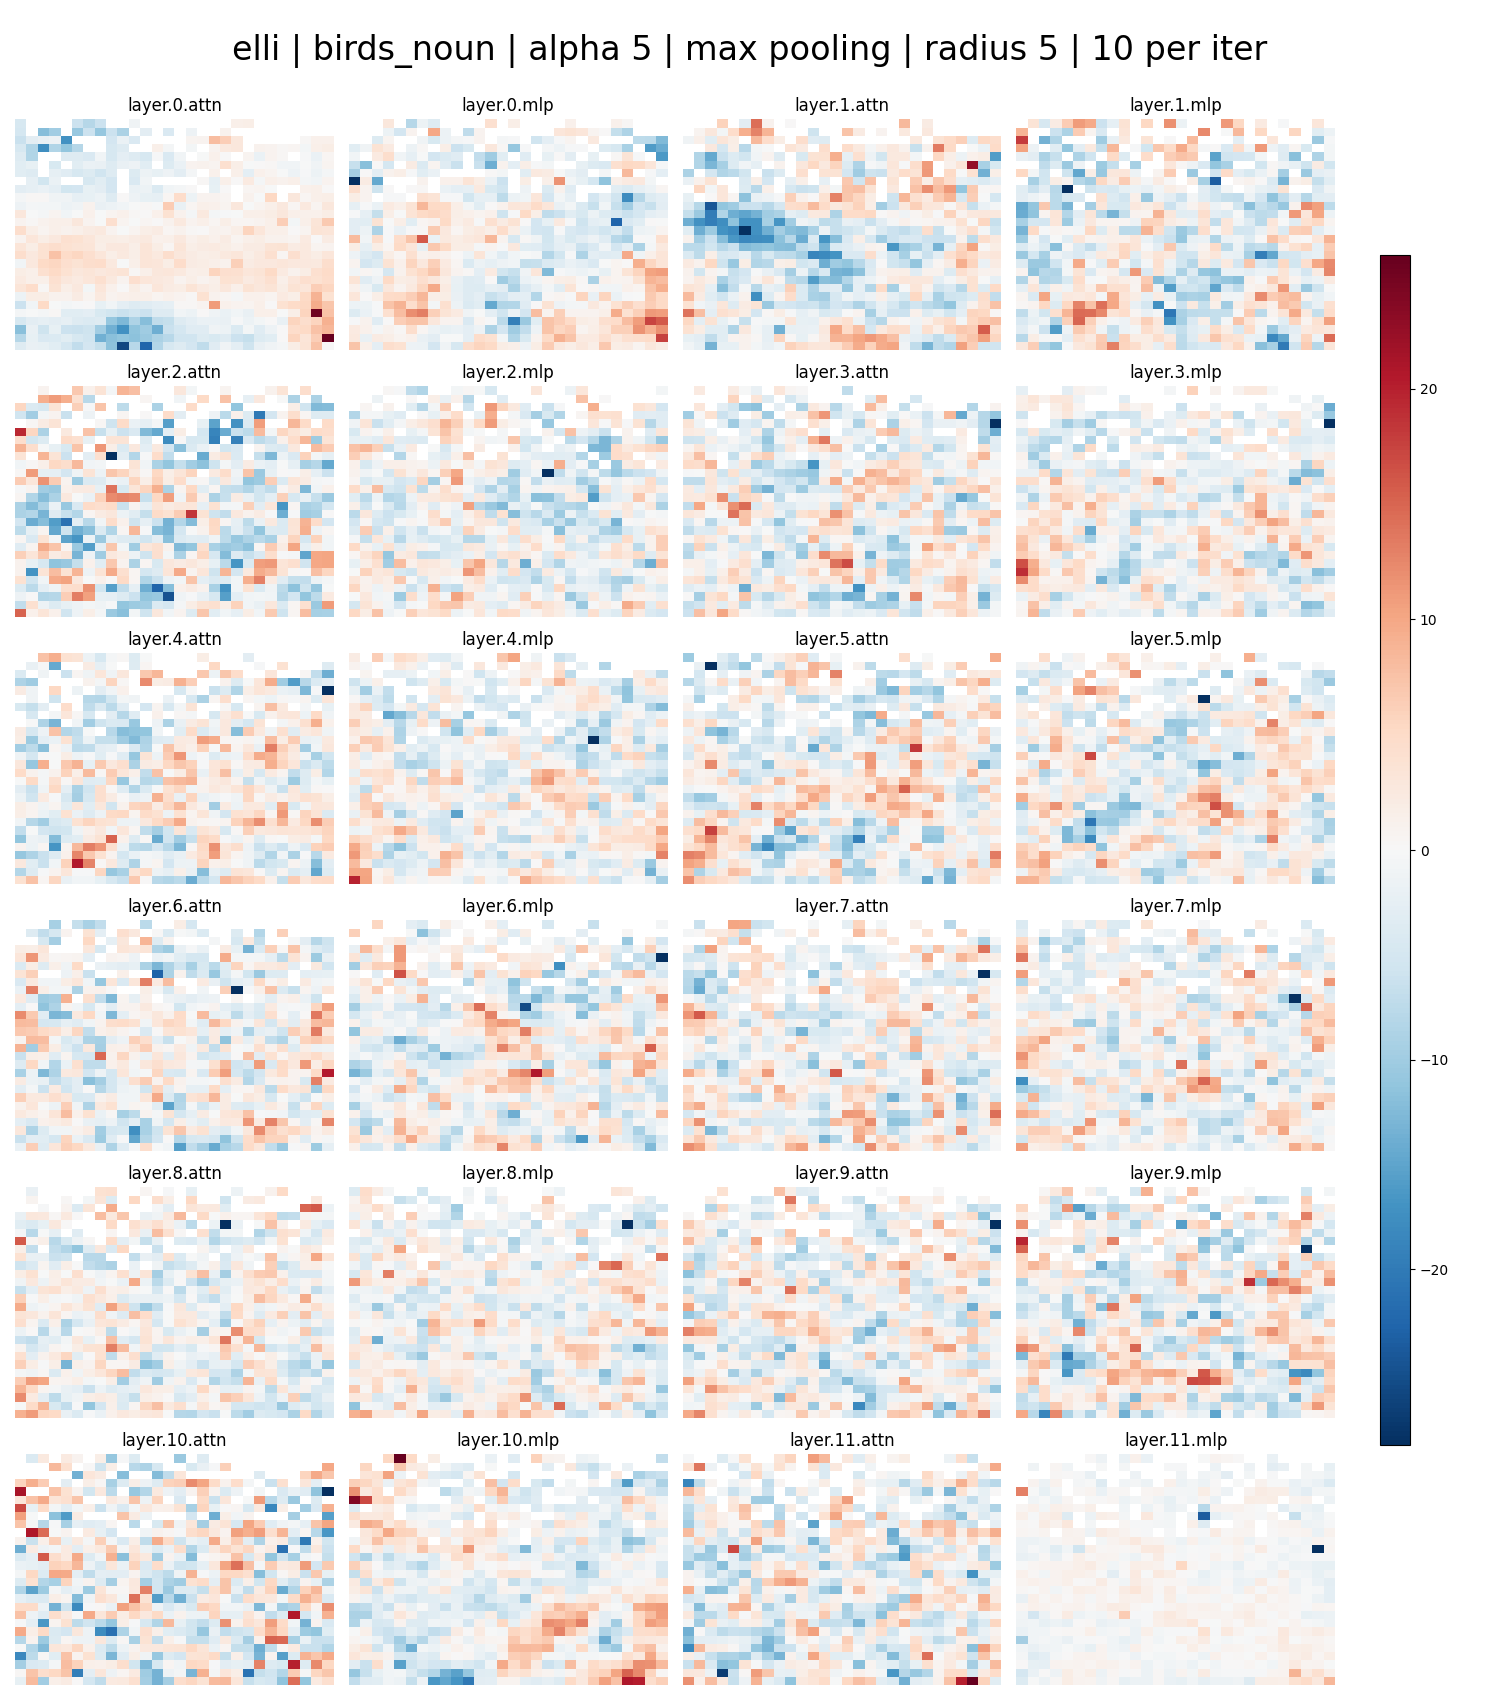 elli | birds_noun | alpha 5 | max pooling | radius 5 | 10 per iter
layer.0.attn
layer.0.mlp
layer.1.attn
layer.1.mlp
layer.2.attn
layer.2.mlp
layer.3.attn
layer.3.mlp
layer.4.attn
layer.4.mlp
layer.5.attn
layer.5.mlp
layer.6.attn
layer.6.mlp
layer.7.attn
layer.7.mlp
layer.8.attn
layer.8.mlp
layer.9.attn
layer.9.mlp
layer.10.attn
layer.10.mlp
layer.11.attn
layer.11.mlp
20
10
0
−10
−20